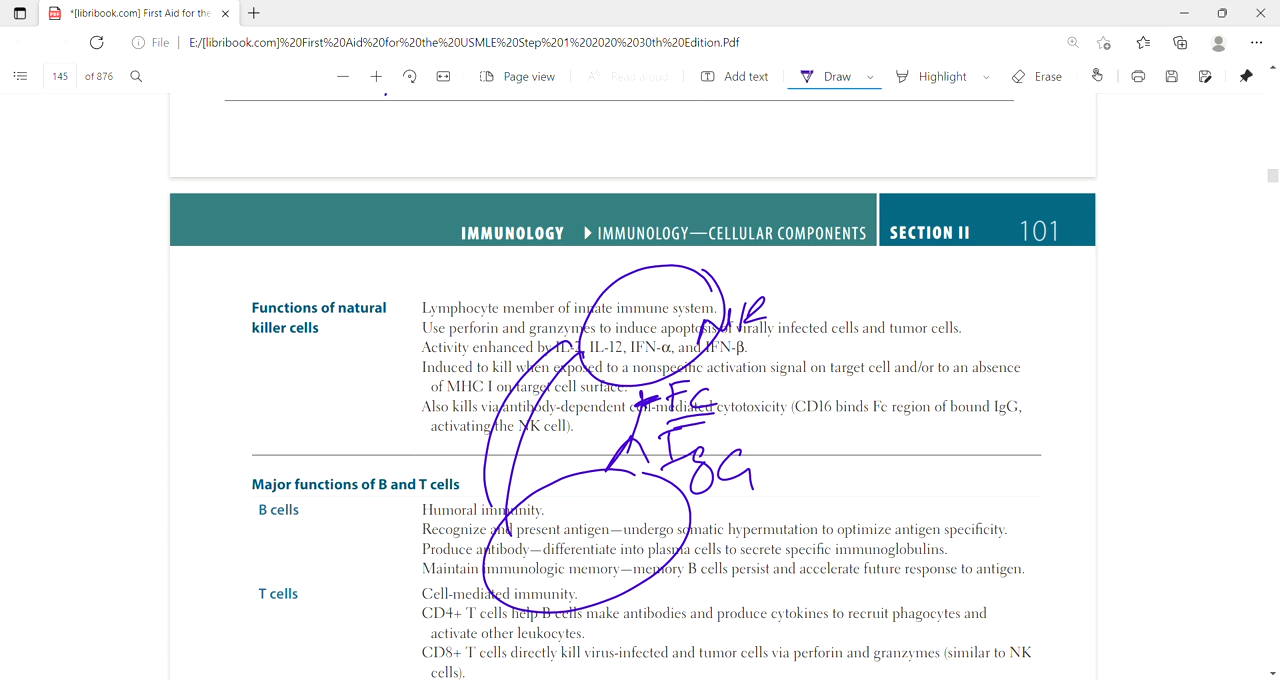 *[libribook.com] First Aid for the
File E:/[libribook.com]%20First%20Aid%20for%20the%20USMLE%20Step%201%202020%2030th%20Edition.Pdf
145 of 876 Page view Read aloud Add text Draw Highlight Erase
IMMUNOLOGY ▶ IMMUNOLOGY—CELLULAR COMPONENTS SECTION II 101
Functions of natural killer cells
Lymphocyte member of innate immune system.
Use perforin and granzymes to induce apoptosis of virally infected cells and tumor cells.
Activity enhanced by IL-2, IL-12, IFN-α, and IFN-β.
Induced to kill when exposed to a nonspecific activation signal on target cell and/or to an absence
of MHC I on target cell surface.
Also kills via antibody-dependent cell-mediated cytotoxicity (CD16 binds Fc region of bound IgG,
activating the NK cell).
FC
IgG
Major functions of B and T cells
B cells
Humoral immunity.
Recognize and present antigen—undergo somatic hypermutation to optimize antigen specificity.
Produce antibody—differentiate into plasma cells to secrete specific immunoglobulins.
Maintain immunologic memory—memory B cells persist and accelerate future response to antigen.
T cells
Cell-mediated immunity.
CD4+ T cells help B cells make antibodies and produce cytokines to recruit phagocytes and
activate other leukocytes.
CD8+ T cells directly kill virus-infected and tumor cells via perforin and granzymes (similar to NK
cells).